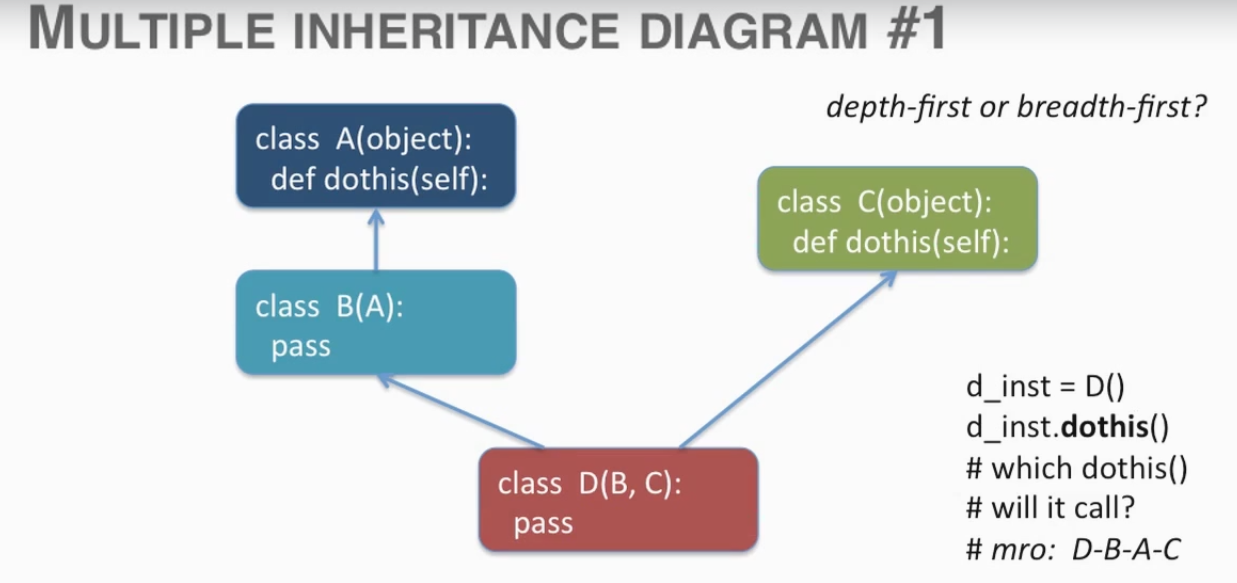 MULTIPLE INHERITANCE DIAGRAM #1
depth-first or breadth-first?
class A(object):
def dothis(self):
class C(object):
def dothis(self):
class B(A):
pass
class D(B, C):
pass
d_inst = D()
d_inst.dothis()
# which dothis()
# will it call?
# mro: D-B-A-C